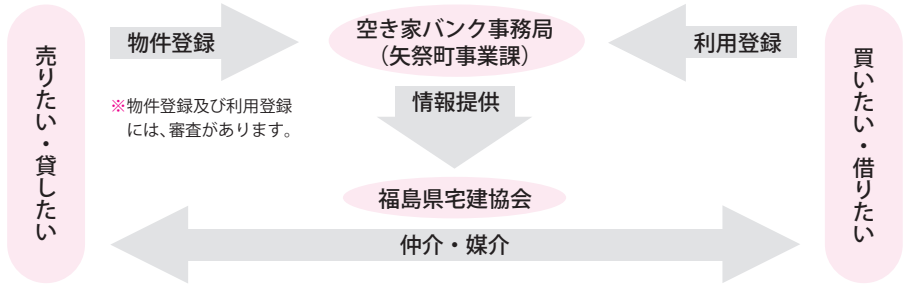 売りたい・貸したい
物件登録
空き家バンク事務局
（矢祭町事業課）
利用登録
買いたい・借りたい
※物件登録及び利用登録
には、審査があります。
情報提供
福島県宅建協会
仲介・媒介